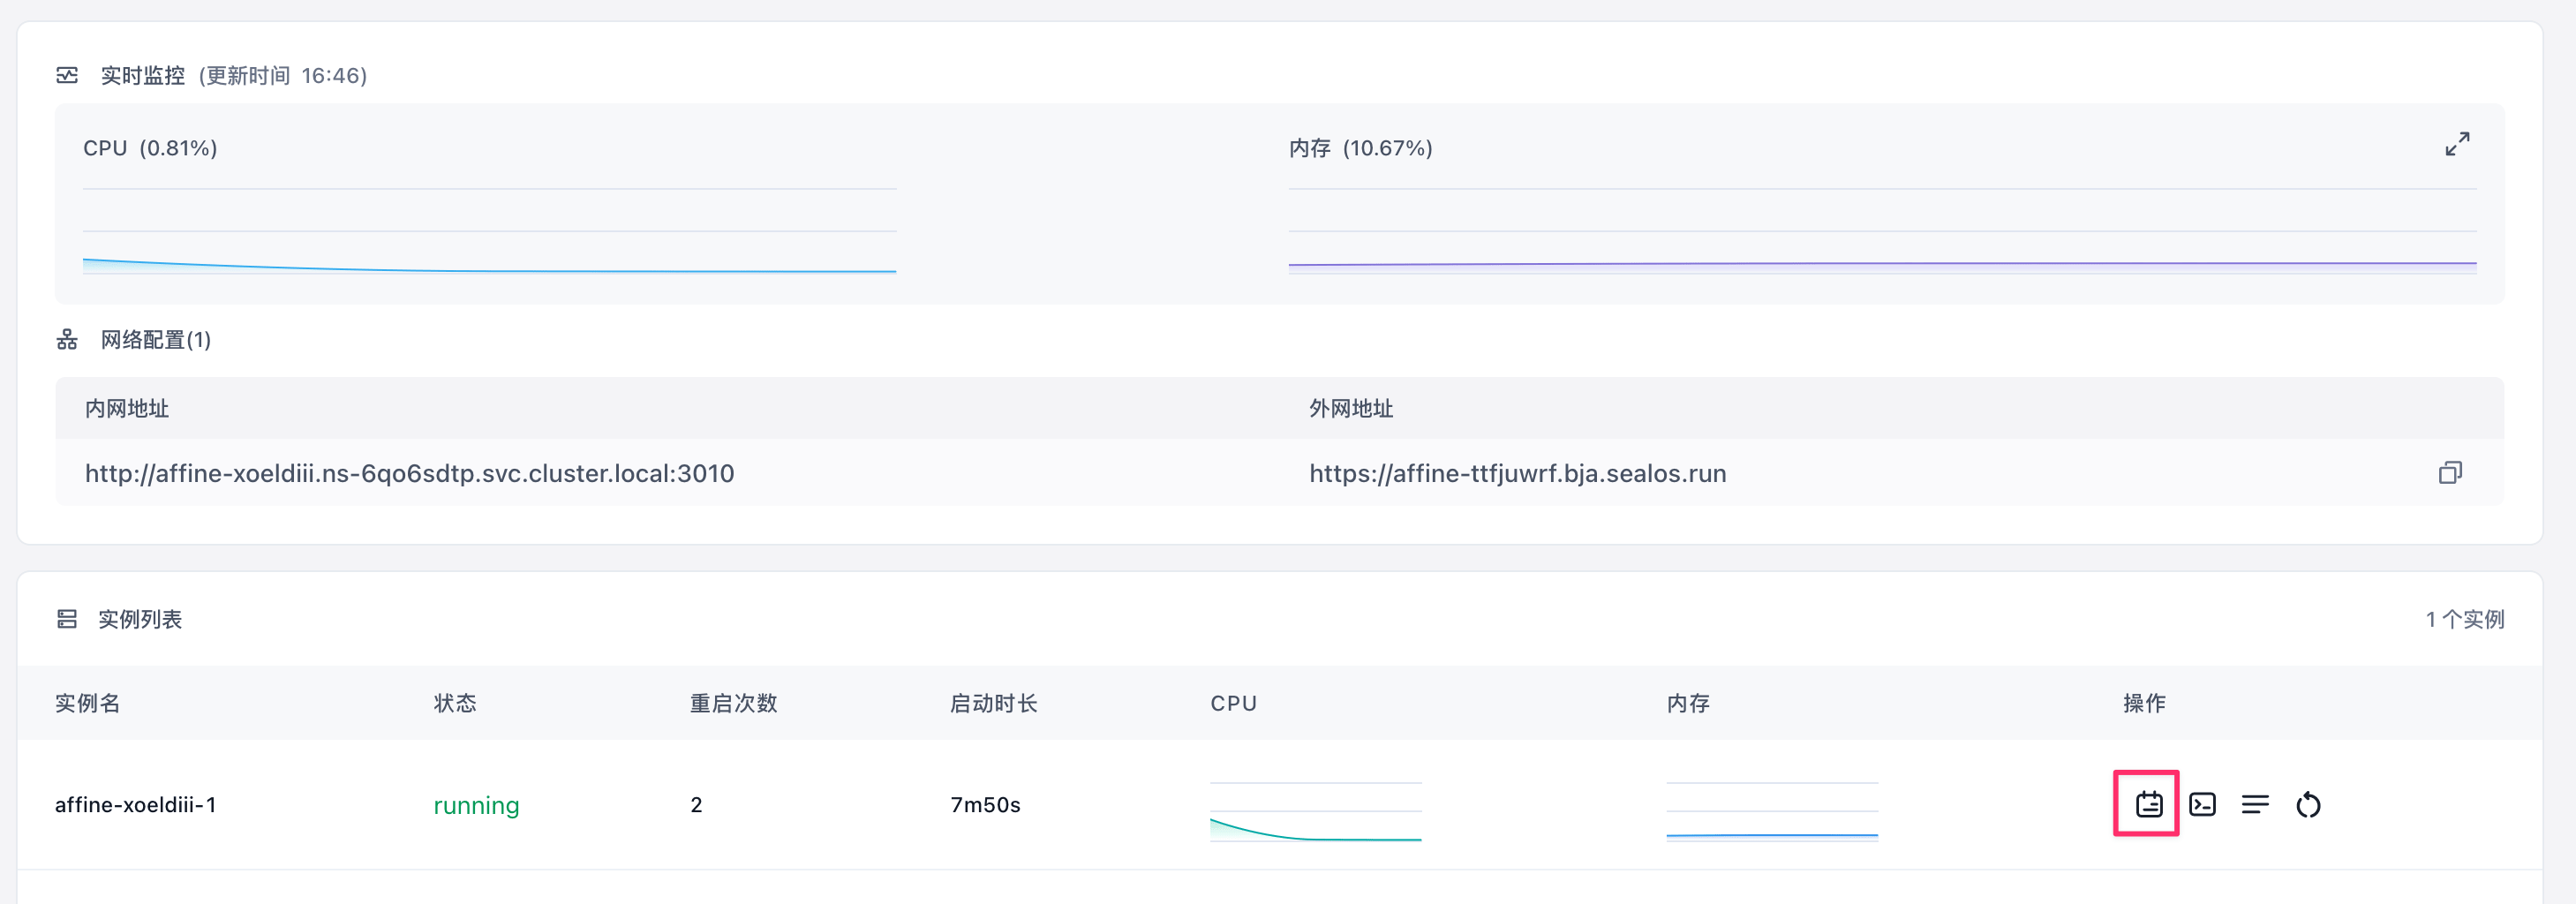 实时监控 (更新时间 16:46)
CPU (0.81%)
内存 (10.67%)
网络配置(1)
内网地址
外网地址
http://affine-xoeldiii.ns-6qo6sdtp.svc.cluster.local:3010
https://affine-ttfjuwrf.bja.sealos.run
实例列表
1 个实例
实例名 状态 重启次数 启动时长 CPU 内存 操作
affine-xoeldiii-1 running 2 7m50s